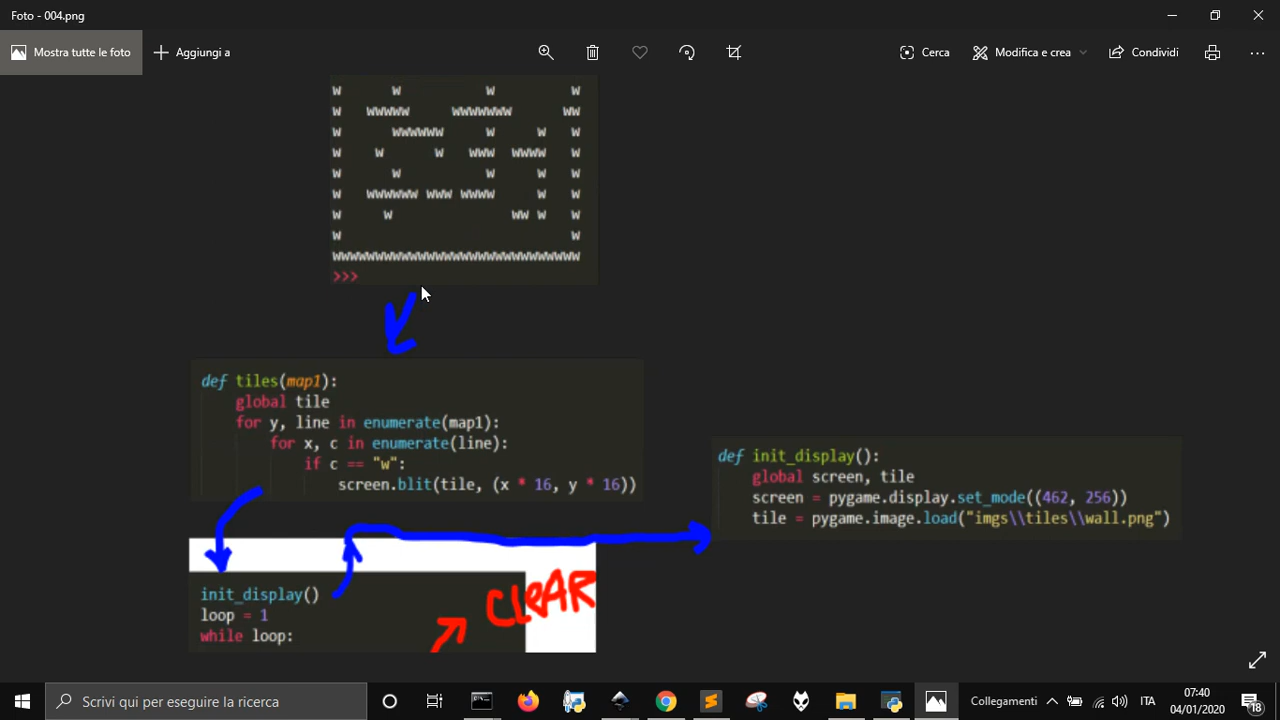 Foto - 004.png
Mostra tutte le foto
Aggiungi a
Cerca
Modifica e crea
Condividi
w      w          w         w
w   wwwww     wwwwwww      ww
w      wwwwww     w     w   w
w    w      w   www  wwww   w
w      w          w     w   w
w   wwwwww www wwww     w   w
w     w              ww w   w
w                           w
wwwwwwwwwwwwwwwwwwwwwwwwwwwww
>>>
def tiles(map1):
    global tile
    for y, line in enumerate(map1):
        for x, c in enumerate(line):
            if c == "w":
                screen.blit(tile, (x * 16, y * 16))
def init_display():
    global screen, tile
    screen = pygame.display.set_mode((462, 256))
    tile = pygame.image.load("imgs\\tiles\\wall.png")
init_display()
loop = 1
while loop:
CLEAR
Scrivi qui per eseguire la ricerca
Collegamenti
ITA
07:40
04/01/2020
18